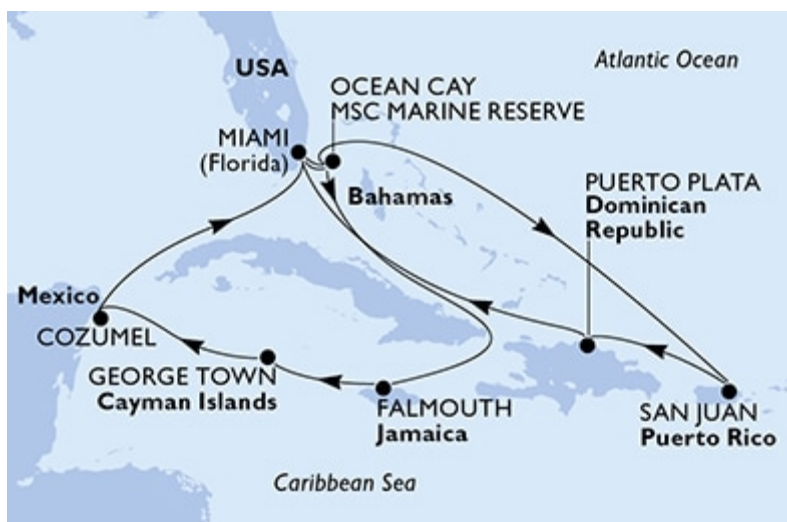 Atlantic Ocean
USA
OCEAN CAY
MSC MARINE RESERVE
MIAMI
(Florida)
Bahamas
PUERTO PLATA
Dominican
Republic
Mexico
COZUMEL
GEORGE TOWN
Cayman Islands
FALMOUTH
Jamaica
SAN JUAN
Puerto Rico
Caribbean Sea